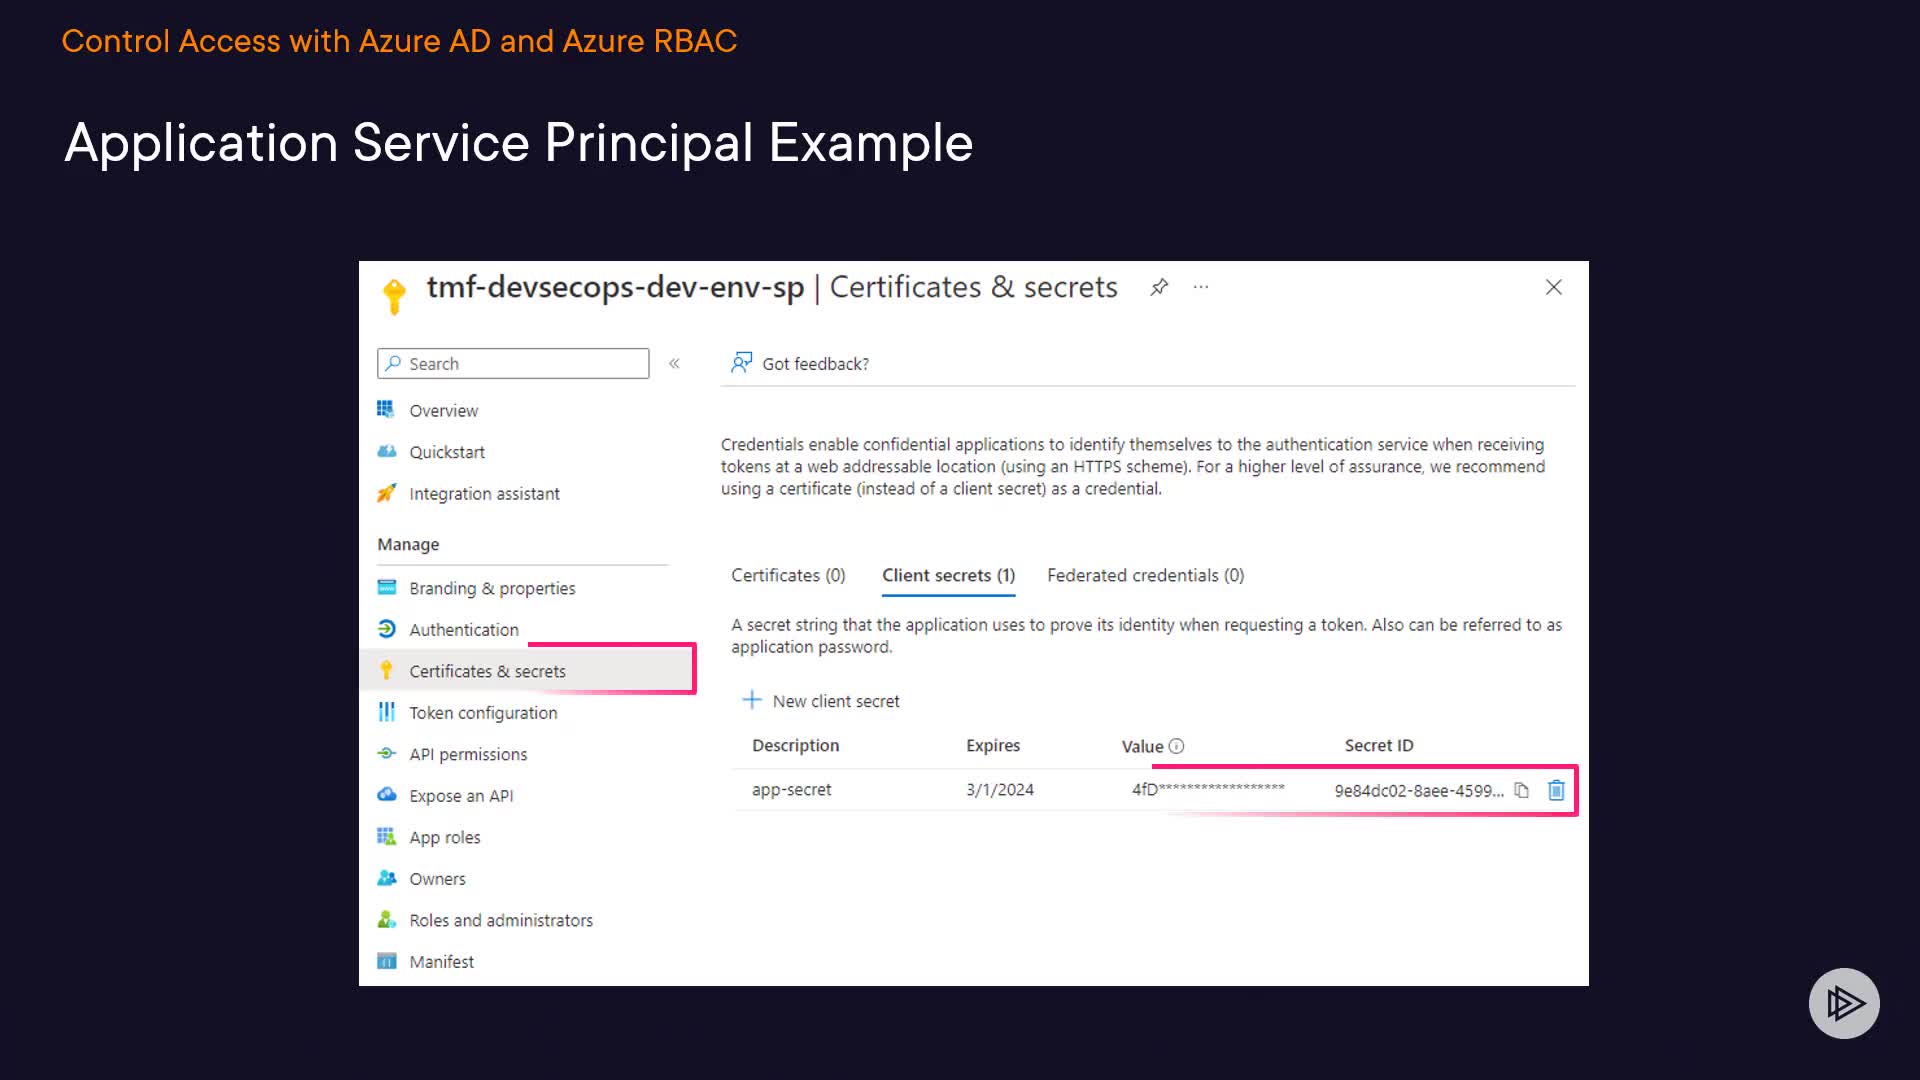 Control Access with Azure AD and Azure RBAC
Application Service Principal Example
tmf-devsecops-dev-env-sp | Certificates & secrets
Search
Overview
Quickstart
Integration assistant
Manage
Branding & properties
Authentication
Certificates & secrets
Token configuration
API permissions
Expose an API
App roles
Owners
Roles and administrators
Manifest
Got feedback?
Credentials enable confidential applications to identify themselves to the authentication service when receiving
tokens at a web addressable location (using an HTTPS scheme). For a higher level of assurance, we recommend
using a certificate (instead of a client secret) as a credential.
Certificates (0) Client secrets (1) Federated credentials (0)
A secret string that the application uses to prove its identity when requesting a token. Also can be referred to as
application password.
New client secret
Description Expires Value Secret ID
app-secret 3/1/2024 4fD****************** 9e84dc02-8aee-4599...